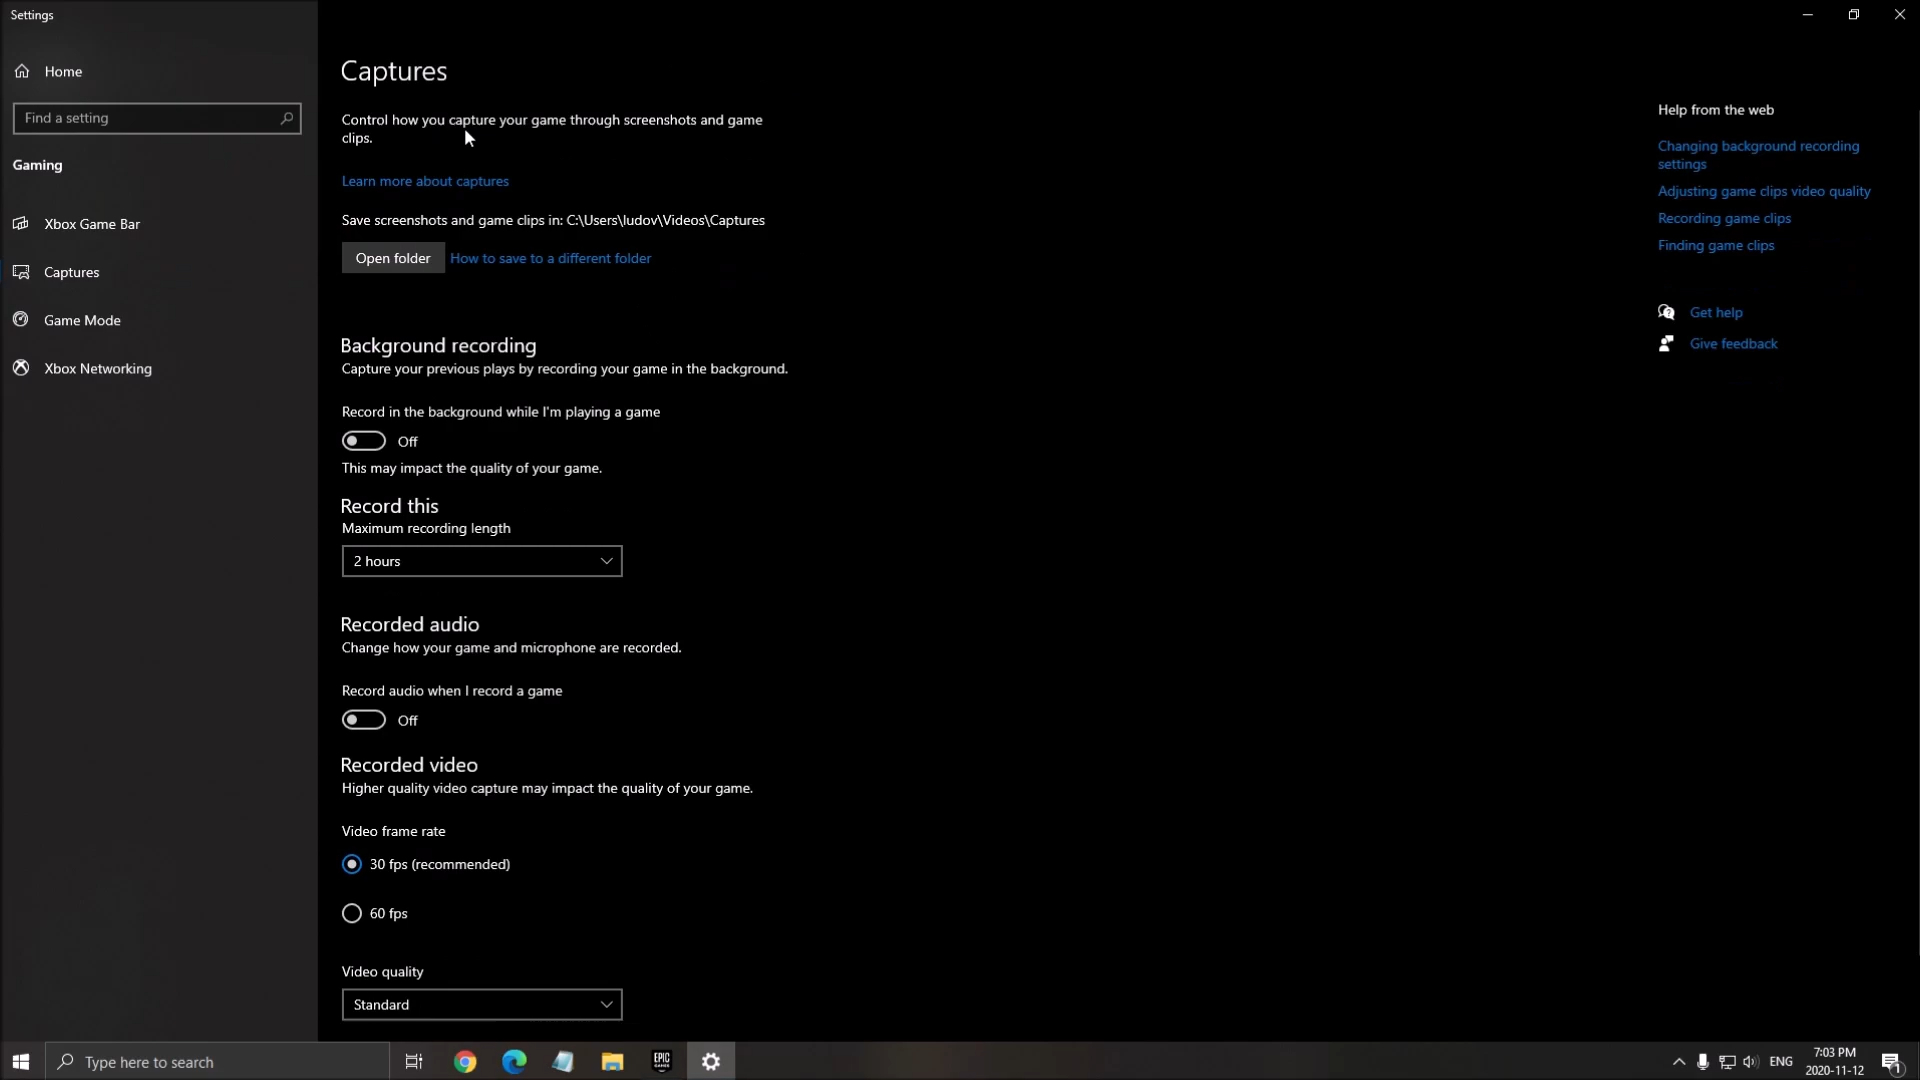 Settings
Home
Find a setting
Gaming
Xbox Game Bar
Captures
Game Mode
Xbox Networking
Captures
Control how you capture your game through screenshots and game
clips.
Learn more about captures
Save screenshots and game clips in: C:\Users\ludov\Videos\Captures
Open folder
How to save to a different folder
Background recording
Capture your previous plays by recording your game in the background.
Record in the background while I'm playing a game
Off
This may impact the quality of your game.
Record this
Maximum recording length
2 hours
Recorded audio
Change how your game and microphone are recorded.
Record audio when I record a game
Off
Recorded video
Higher quality video capture may impact the quality of your game.
Video frame rate
30 fps (recommended)
60 fps
Video quality
Standard
Help from the web
Changing background recording
settings
Adjusting game clips video quality
Recording game clips
Finding game clips
Get help
Give feedback
Type here to search
EPIC
GAMES
ENG
7:03 PM
2020-11-12
1